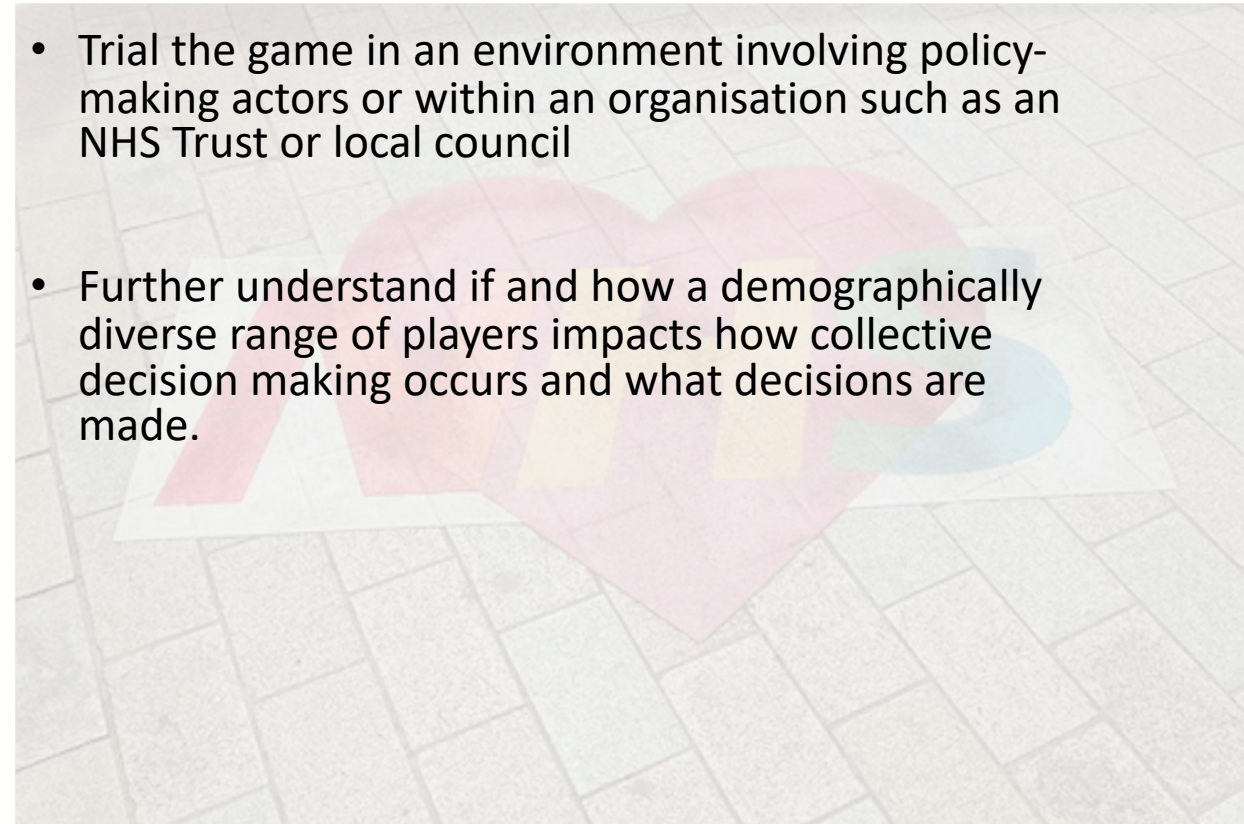 • Trial the game in an environment involving policy-
making actors or within an organisation such as an
NHS Trust or local council
• Further understand if and how a demographically
diverse range of players impacts how collective
decision making occurs and what decisions are
made.
NHS